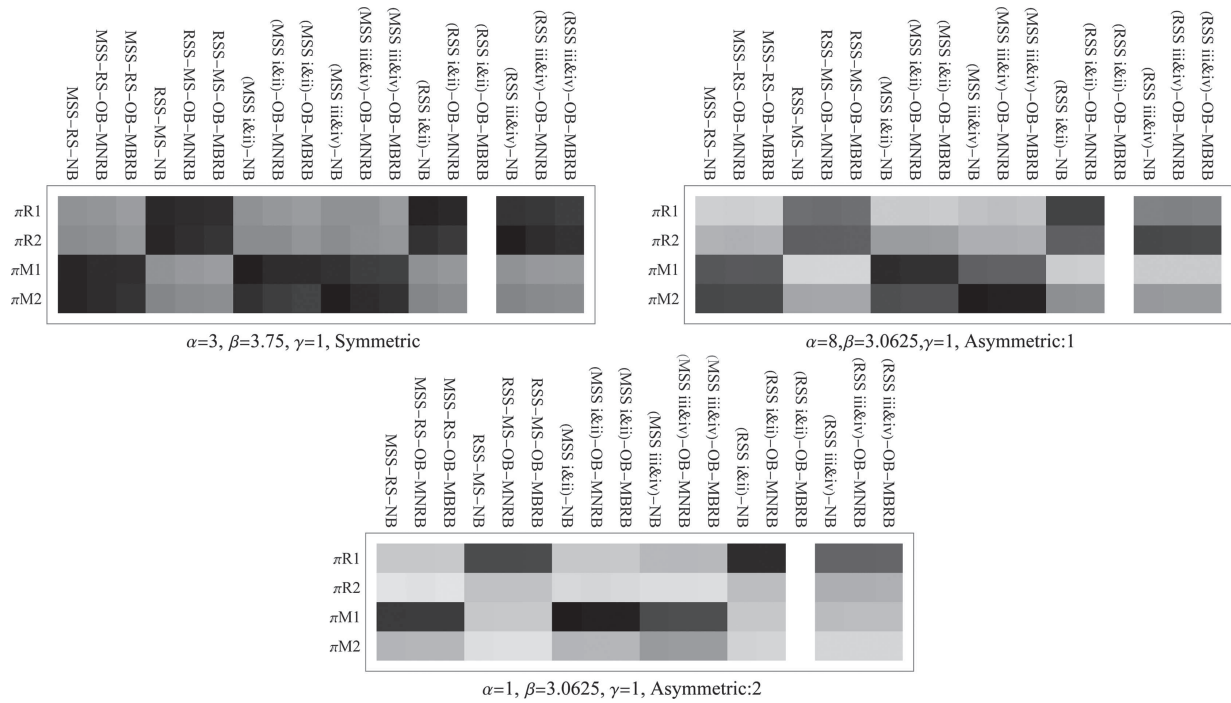 MSS−RS−NB
MSS−RS−OB−MNRB
MSS−RS−OB−MBRB
RSS−MS−NB
RSS−MS−OB−MNRB
RSS−MS−OB−MBRB
(MSS i&ii)−NB
(MSS i&ii)−OB−MNRB
(MSS i&ii)−OB−MBRB
(MSS iii&iv)−NB
(MSS iii&iv)−OB−MNRB
(MSS iii&iv)−OB−MBRB
(RSS i&ii)−NB
(RSS i&ii)−OB−MNRB
(RSS i&ii)−OB−MBRB
(RSS iii&iv)−NB
(RSS iii&iv)−OB−MNRB
(RSS iii&iv)−OB−MBRB
πR1
πR2
πM1
πM2
α=3, β=3.75, γ=1, Symmetric
MSS−RS−NB
MSS−RS−OB−MNRB
MSS−RS−OB−MBRB
RSS−MS−NB
RSS−MS−OB−MNRB
RSS−MS−OB−MBRB
(MSS i&ii)−NB
(MSS i&ii)−OB−MNRB
(MSS i&ii)−OB−MBRB
(MSS iii&iv)−N
(MSS iii&iv)−OB−MNRB
(MSS iii&iv)−OB−MBRB
(RSS i&ii)−NB
(RSS i&ii)−OB−MNRB
(RSS i&ii)−OB−MBRB
(RSS iii&iv)−NB
(RSS iii&iv)−OB−MNRB
(RSS iii&iv)−OB−MBRB
πR1
πR2
πM1
πM2
α=8,β=3.0625,γ=1, Asymmetric:1
MSS−RS−NB
MSS−RS−OB−MNRB
MSS−RS−OB−MBRB
RSS−MS−NB
RSS−MS−OB−MNRB
RSS−MS−OB−MBRB
(MSS i&ii)−NB
(MSS i&ii)−OB−MNRB
(MSS i&ii)−OB−MBRB
(MSS iii&iv)−NB
(MSS iii&iv)−OB−MNRB
(MSS iii&iv)−OB−MBRB
(RSS i&ii)−NB
(RSS i&ii)−OB−MNRB
(RSS i&ii)−OB−MBRB
(RSS iii&iv)−NB
(RSS iii&iv)−OB−MNRB
(RSS iii&iv)−OB−MBRB
πR1
πR2
πM1
πM2
α=1, β=3.0625, γ=1, Asymmetric:2